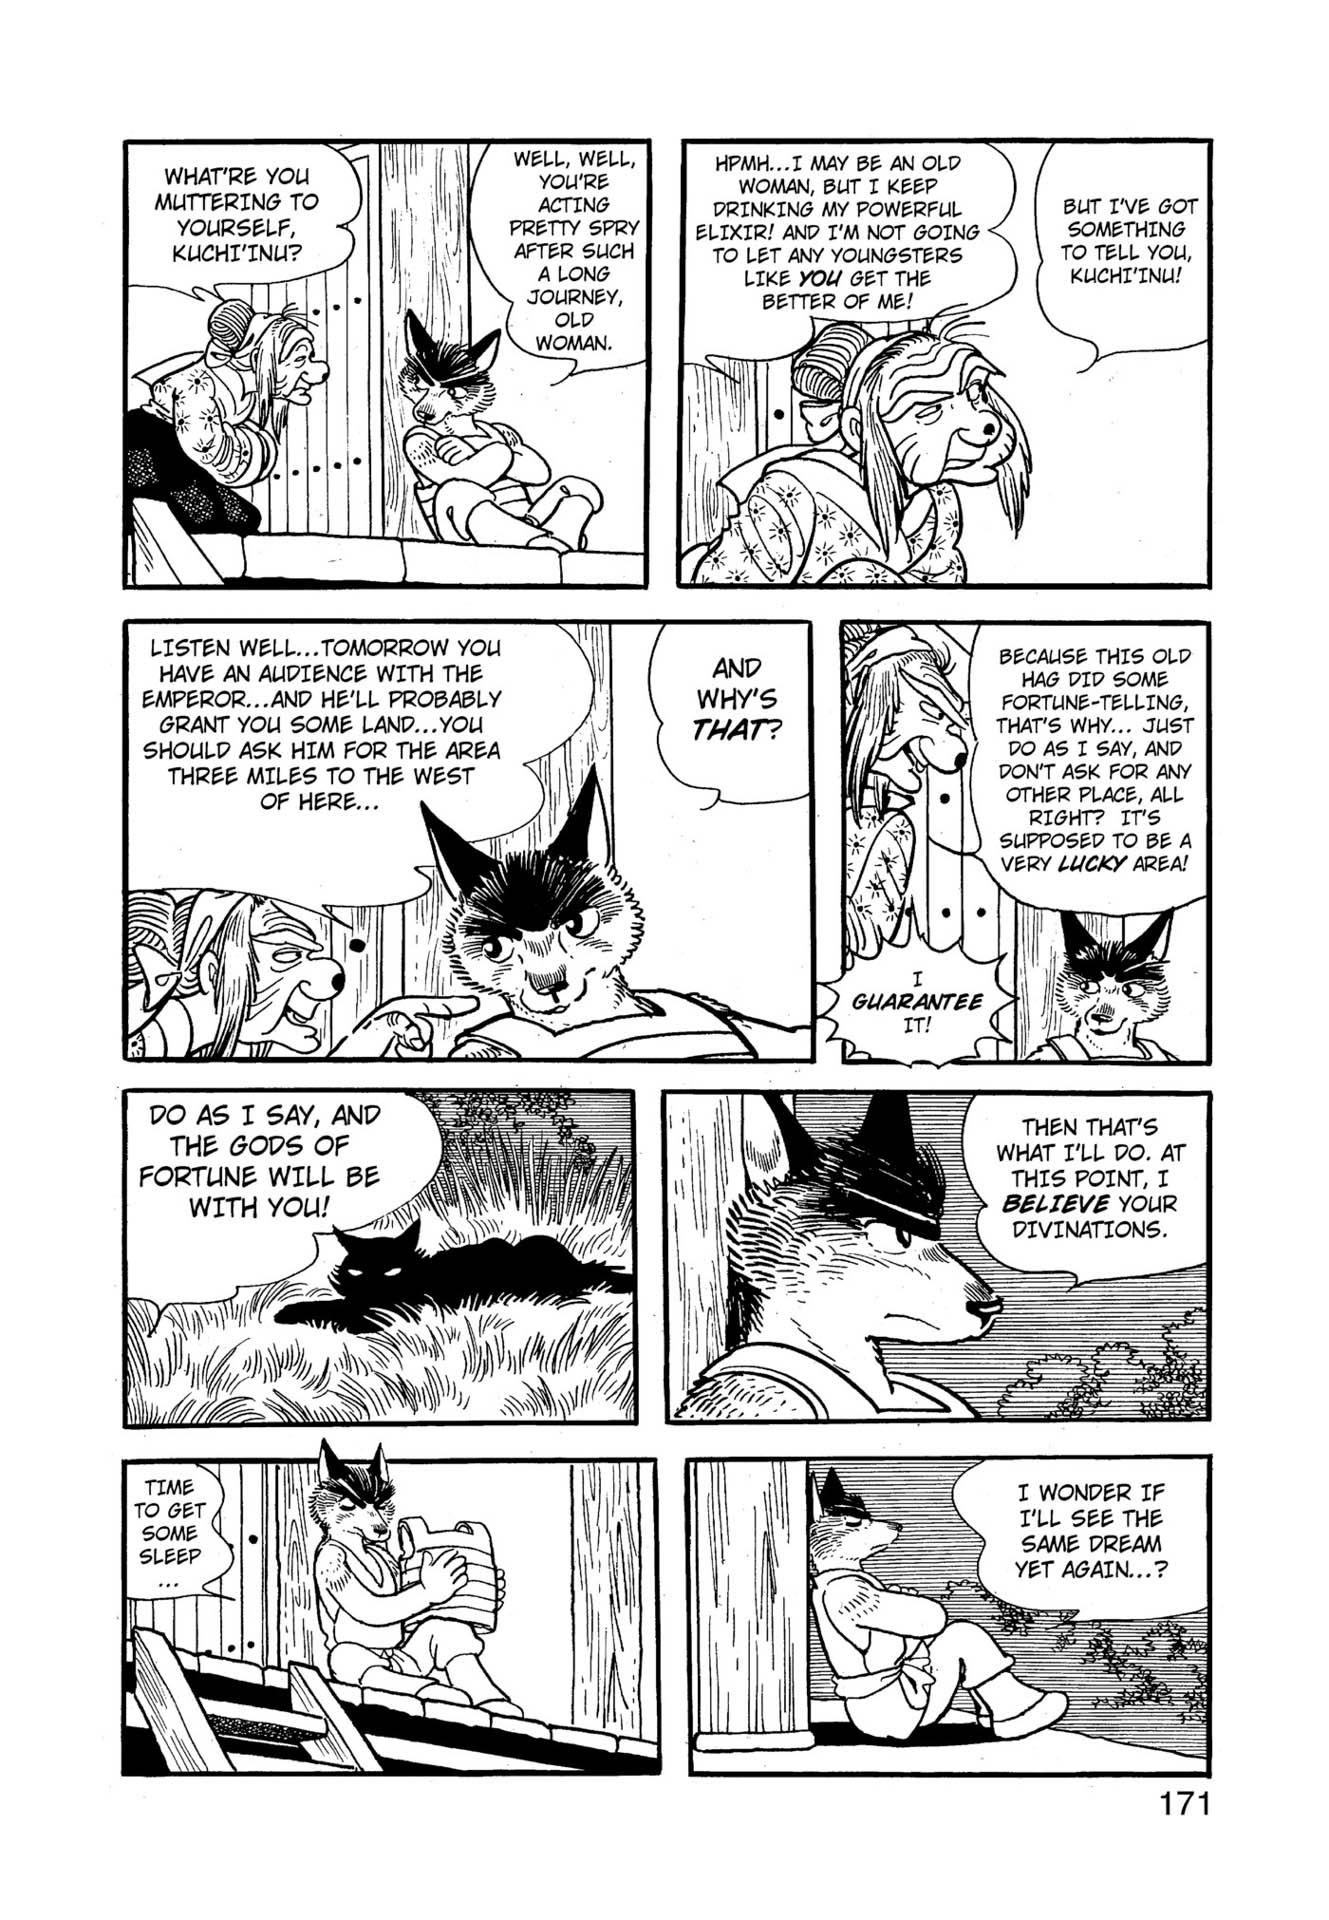 WHAT'RE YOU
MUTTERING TO
YOURSELF,
KUCHI'INU?
WELL, WELL,
YOU'RE
ACTING
PRETTY SPRY
AFTER SUCH
A LONG
JOURNEY,
OLD
WOMAN.
HPMH...I MAY BE AN OLD
WOMAN, BUT I KEEP
DRINKING MY POWERFUL
ELIXIR! AND I'M NOT GOING
TO LET ANY YOUNGSTERS
LIKE YOU GET THE
BETTER OF ME!
BUT I'VE GOT
SOMETHING
TO TELL YOU,
KUCHI'INU!
LISTEN WELL...TOMORROW YOU
HAVE AN AUDIENCE WITH THE
EMPEROR...AND HE'LL PROBABLY
GRANT YOU SOME LAND...YOU
SHOULD ASK HIM FOR THE AREA
THREE MILES TO THE WEST
OF HERE...
AND
WHY'S
THAT?
BECAUSE THIS OLD
HAG DID SOME
FORTUNE-TELLING,
THAT'S WHY... JUST
DO AS I SAY, AND
DON'T ASK FOR ANY
OTHER PLACE, ALL
RIGHT? IT'S
SUPPOSED TO BE A
VERY LUCKY AREA!
I
GUARANTEE
IT!
DO AS I SAY, AND
THE GODS OF
FORTUNE WILL BE
WITH YOU!
THEN THAT'S
WHAT I'LL DO. AT
THIS POINT, I
BELIEVE YOUR
DIVINATIONS.
TIME
TO GET
SOME
SLEEP
...
I WONDER IF
I'LL SEE THE
SAME DREAM
YET AGAIN...?
171